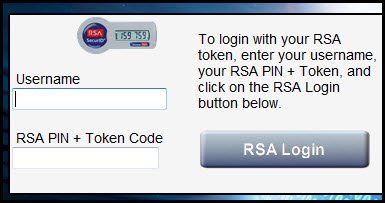 RSA
SecurID
159 759
To login with your RSA
token, enter your username,
your RSA PIN + Token, and
click on the RSA Login
button below.
Username
RSA PIN + Token Code
RSA Login